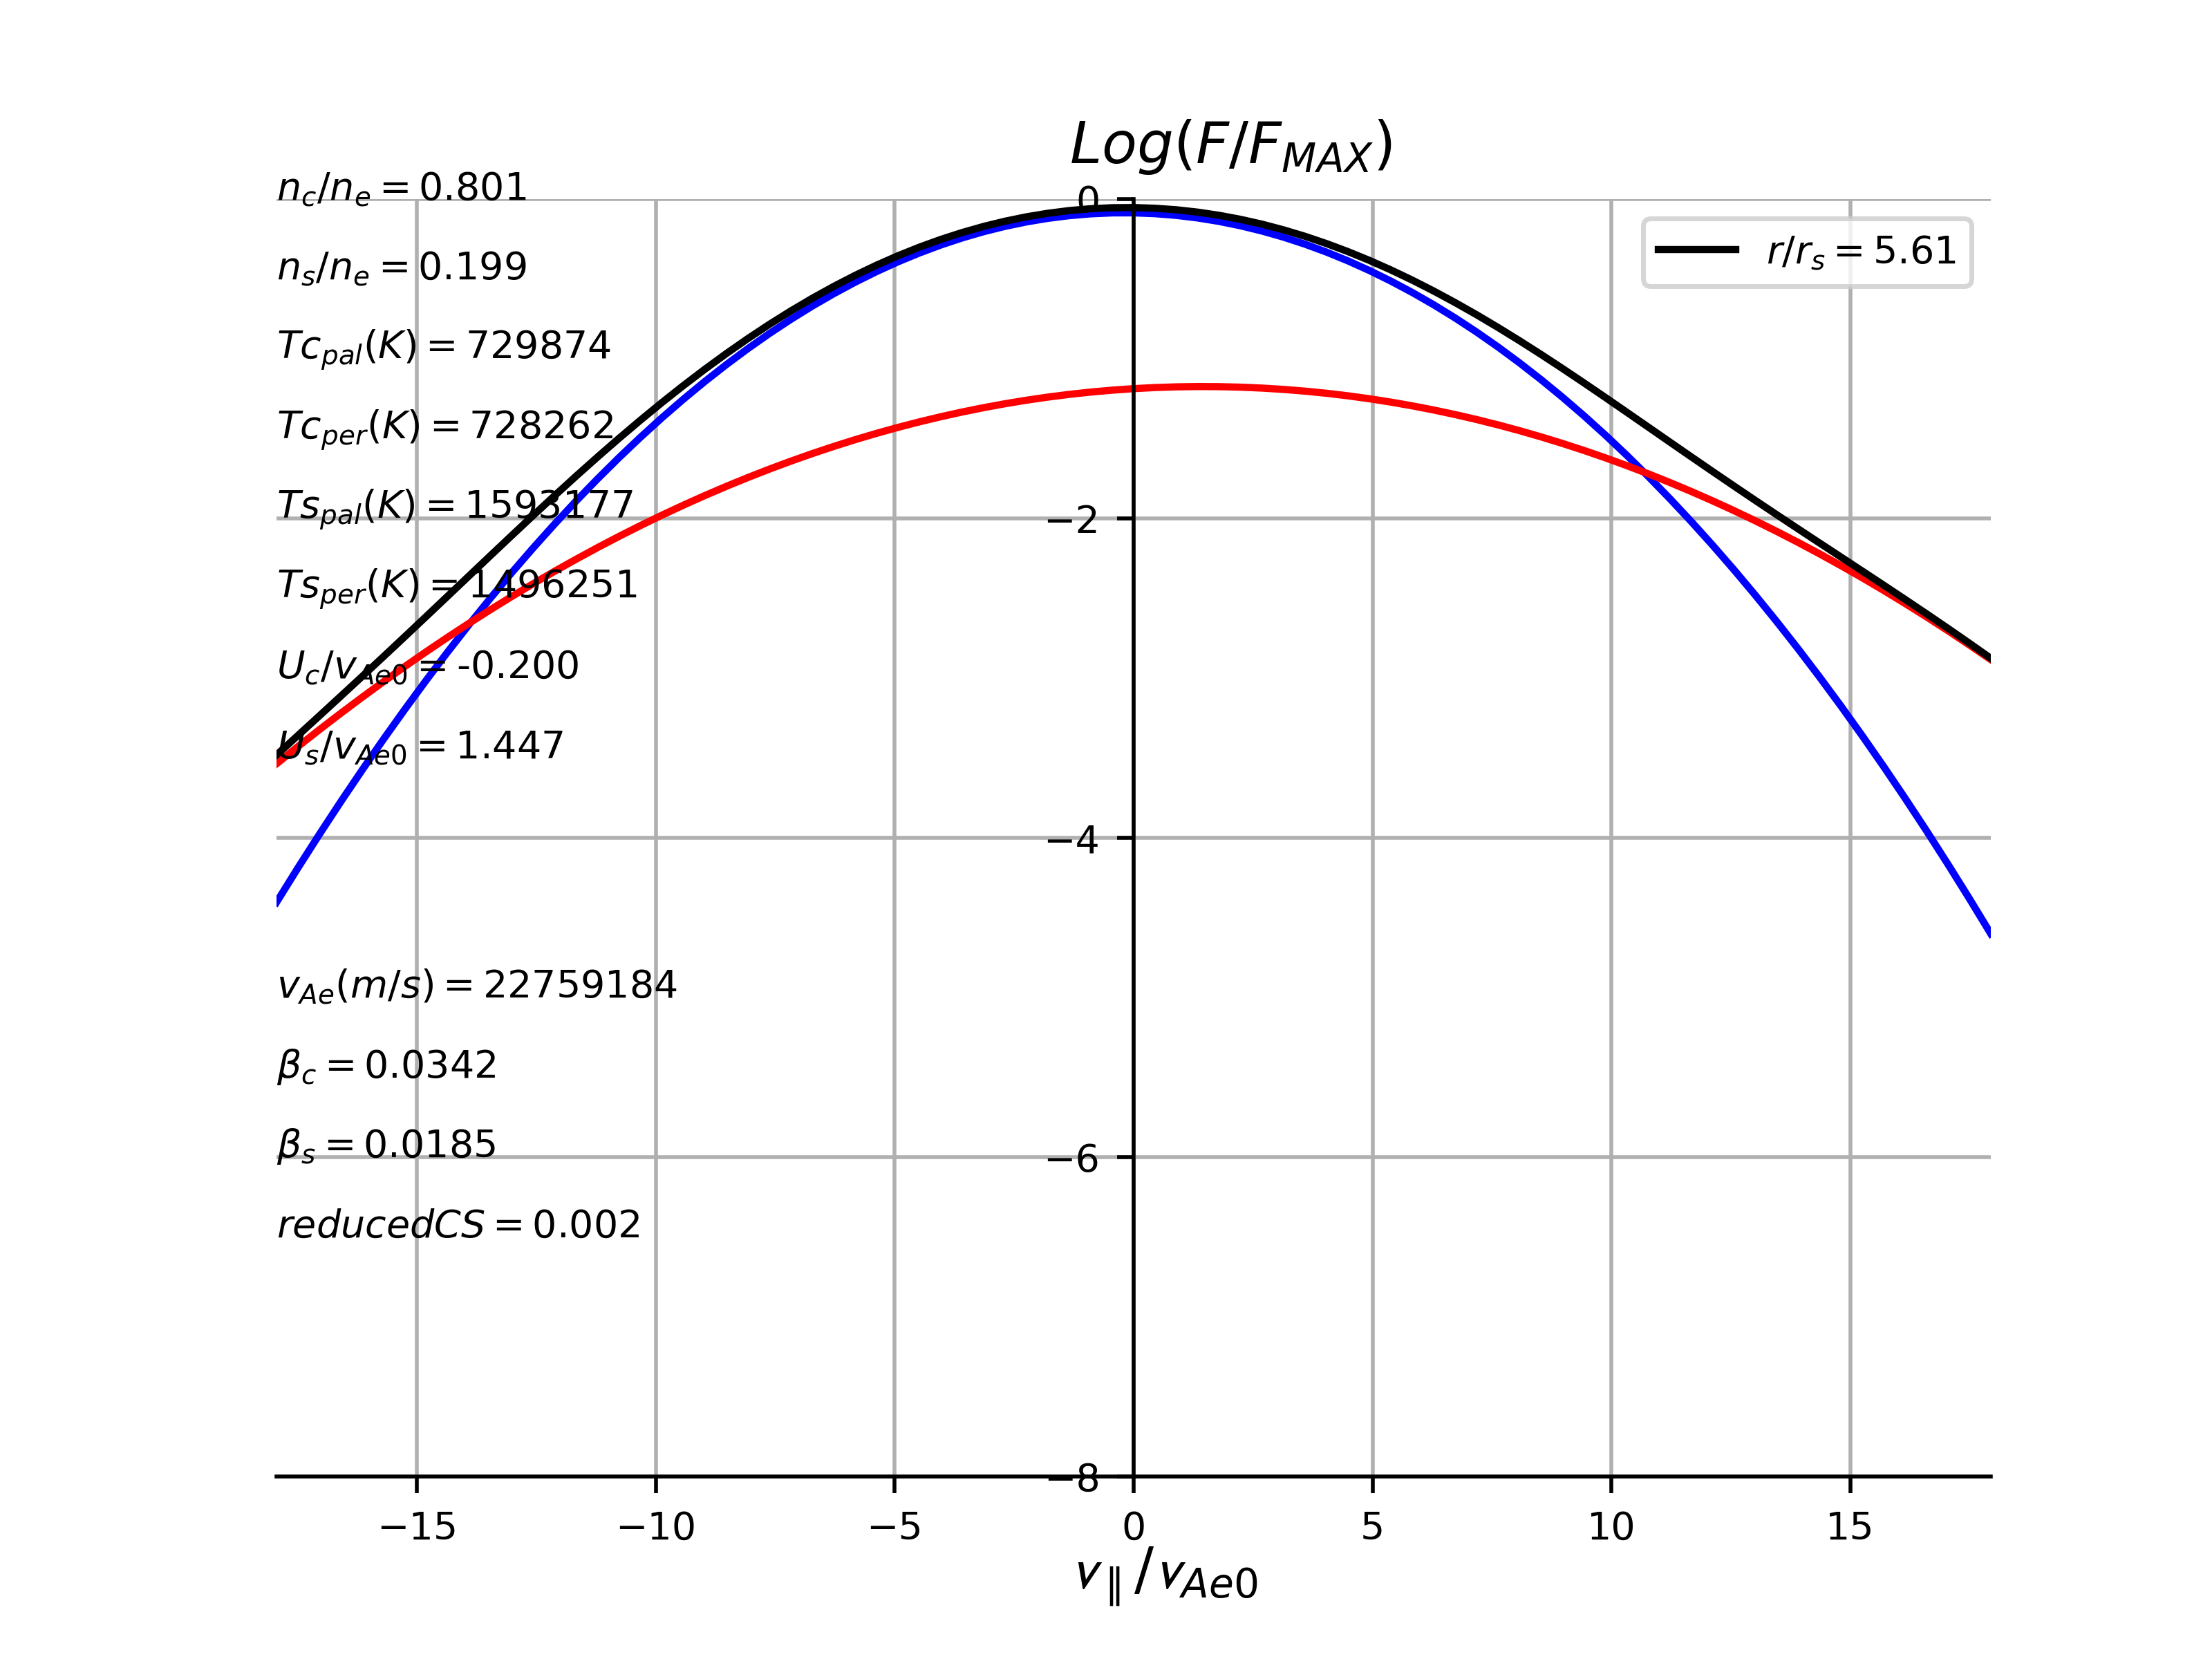 Log(F/F_MAX)
n_c/n_e = 0.801
n_s/n_e = 0.199
Tc_pal(K) = 729874
Tc_per(K) = 728262
Ts_pal(K) = 1593177
Ts_per(K) = 1496251
U_c/v_Ae0 = -0.200
U_s/v_Ae0 = 1.447
v_Ae(m/s) = 22759184
β_c = 0.0342
β_s = 0.0185
reducedCS = 0.002
r/r_s = 5.61
0
−2
−4
−6
−8
−15 −10 −5 0 5 10 15
v_∥/v_Ae0